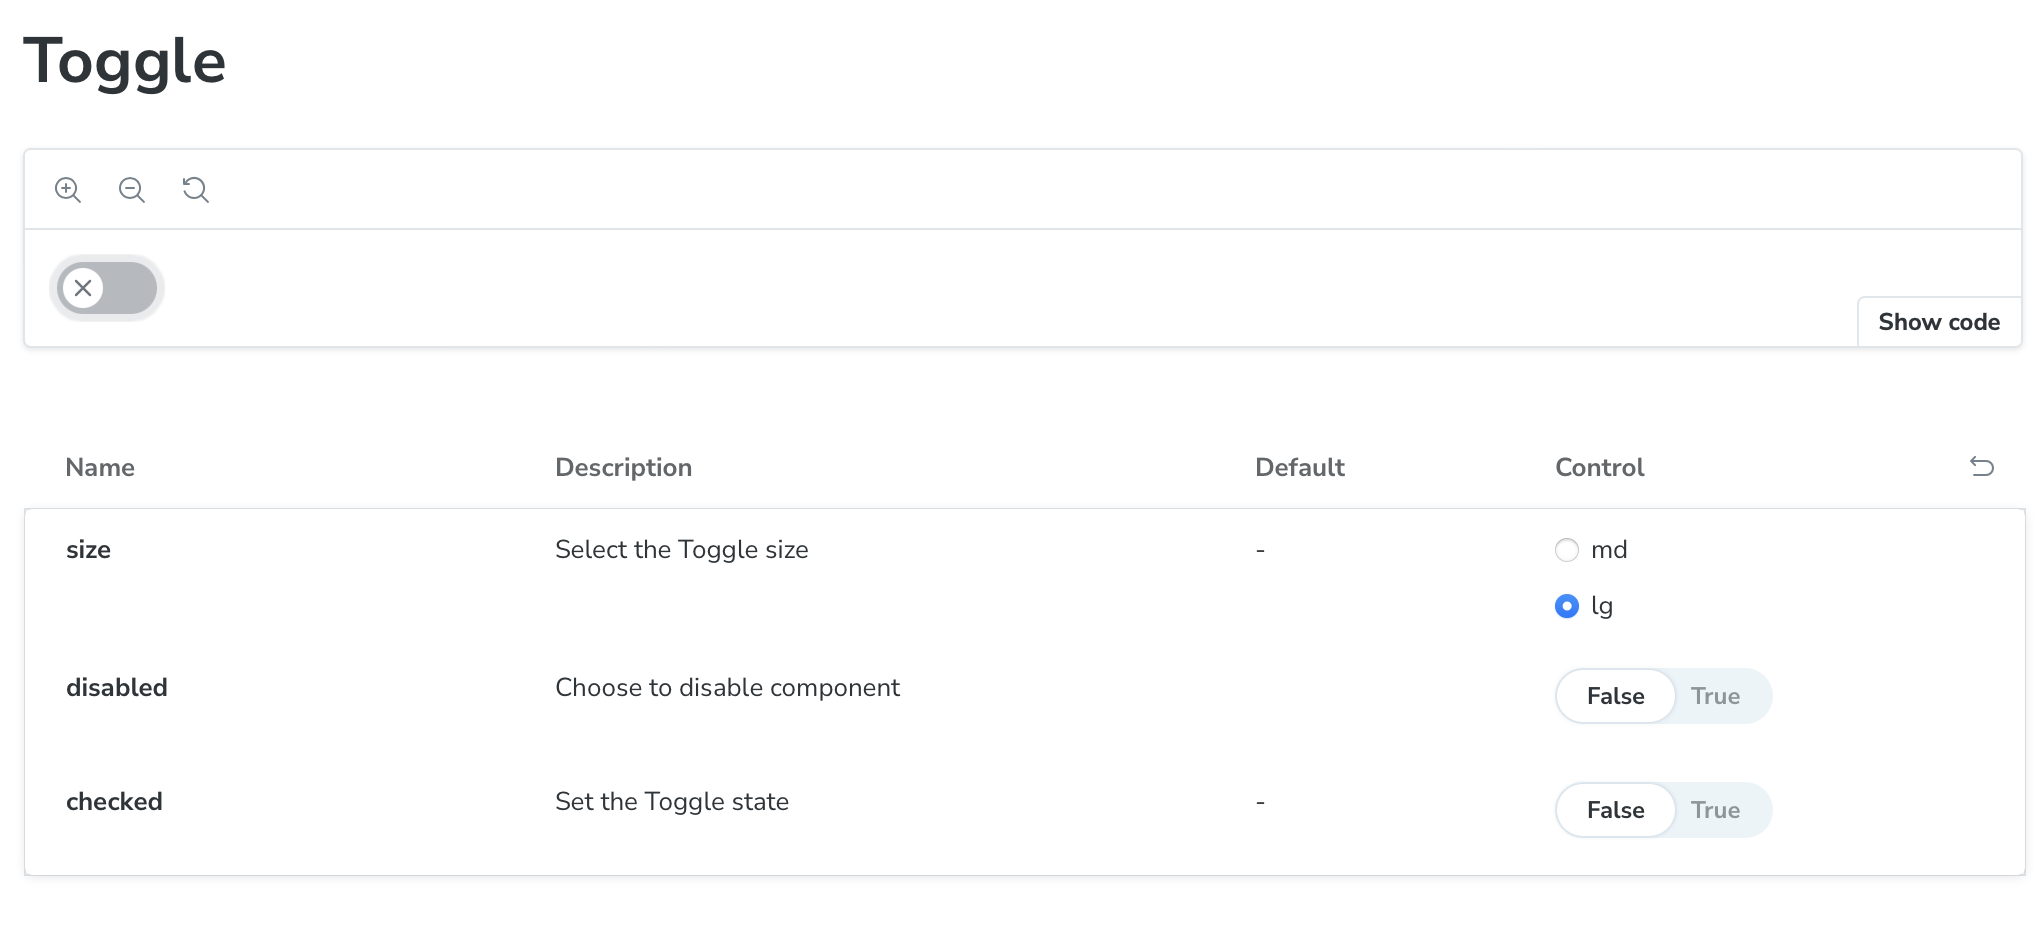 Toggle
Show code
Name Description Default Control
size Select the Toggle size - md
lg
disabled Choose to disable component False True
checked Set the Toggle state - False True